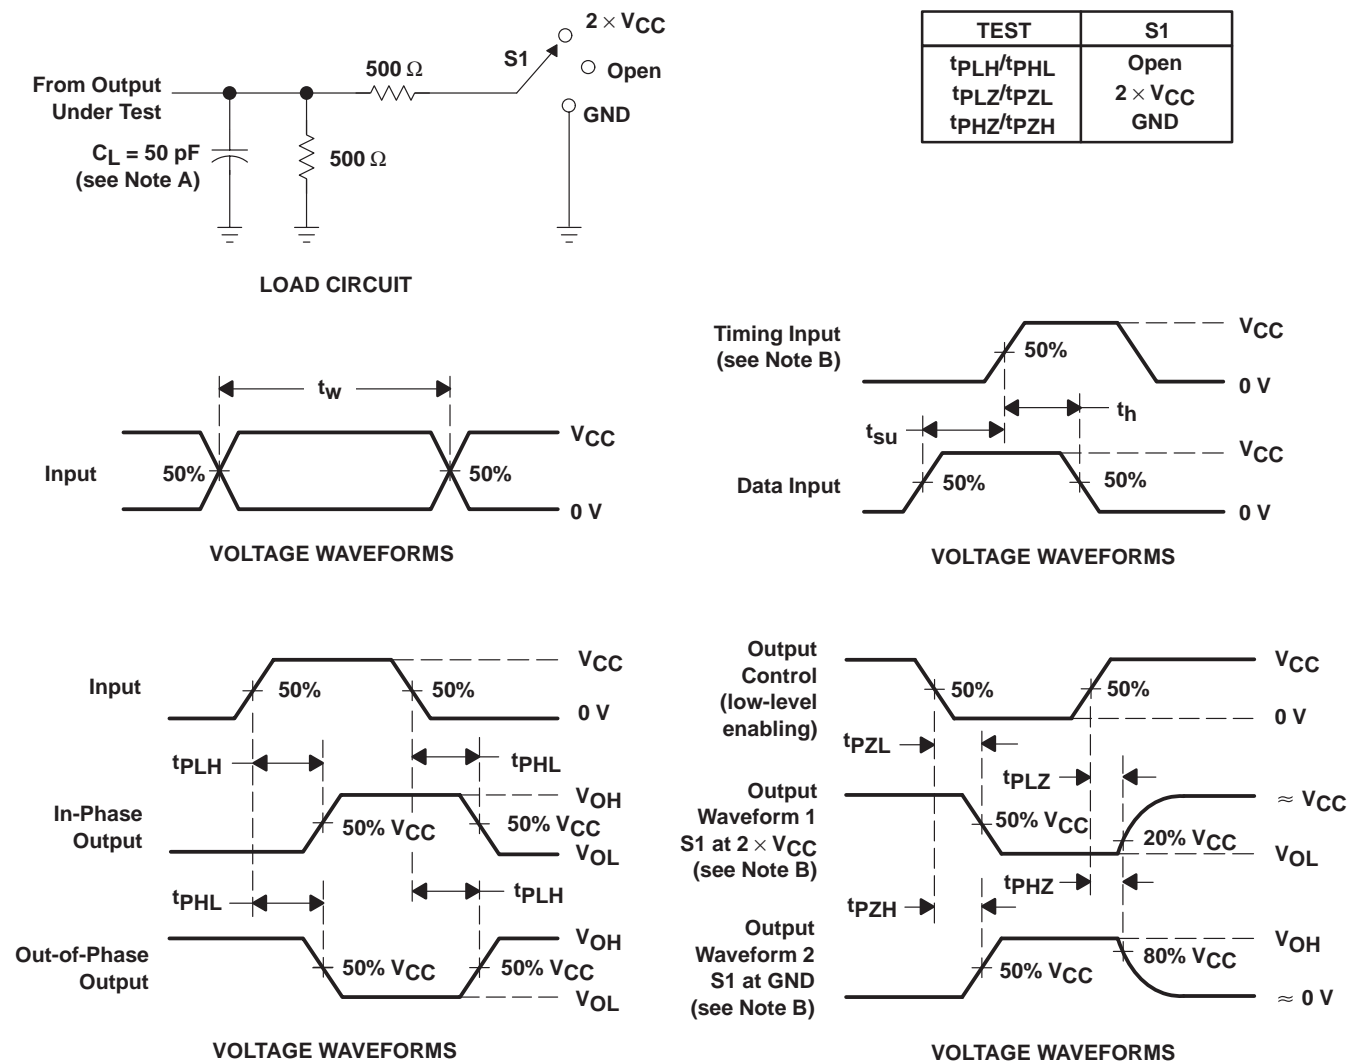 2 × VCC
S1
Open
GND
500 Ω
From Output
Under Test
CL = 50 pF
(see Note A)
500 Ω
LOAD CIRCUIT
TEST S1
tPLH/tPHL Open
tPLZ/tPZL 2 × VCC
tPHZ/tPZH GND
tw
VCC
Input 50% 50%
0 V
VOLTAGE WAVEFORMS
Timing Input
(see Note B)
50%
VCC
0 V
th
tsu
Data Input
50% 50%
VCC
0 V
VOLTAGE WAVEFORMS
Input
50% 50%
VCC
0 V
tPLH tPHL
In-Phase
Output
50% VCC 50% VCC
VOH
VOL
tPHL tPLH
Out-of-Phase
Output
50% VCC 50% VCC
VOH
VOL
VOLTAGE WAVEFORMS
Output
Control
(low-level
enabling)
50% 50%
VCC
0 V
tPZL
tPLZ
Output
Waveform 1
S1 at 2 × VCC
(see Note B)
50% VCC
20% VCC
≈ VCC
VOL
tPHZ
tPZH
Output
Waveform 2
S1 at GND
(see Note B)
50% VCC
80% VCC
VOH
≈ 0 V
VOLTAGE WAVEFORMS